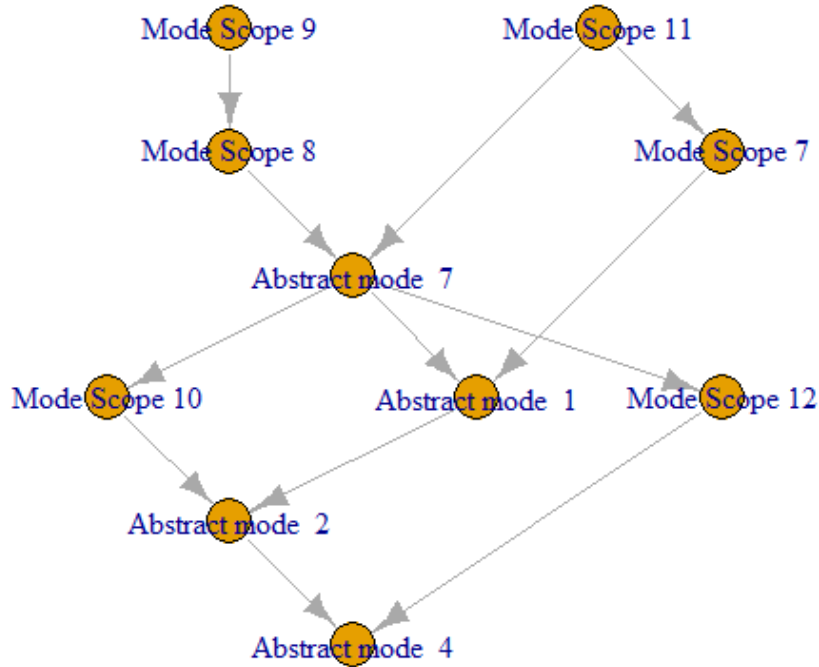 Mode Scope 9
Mode Scope 11
Mode Scope 8
Mode Scope 7
Abstract mode 7
Mode Scope 10
Abstract mode 1
Mode Scope 12
Abstract mode 2
Abstract mode 4